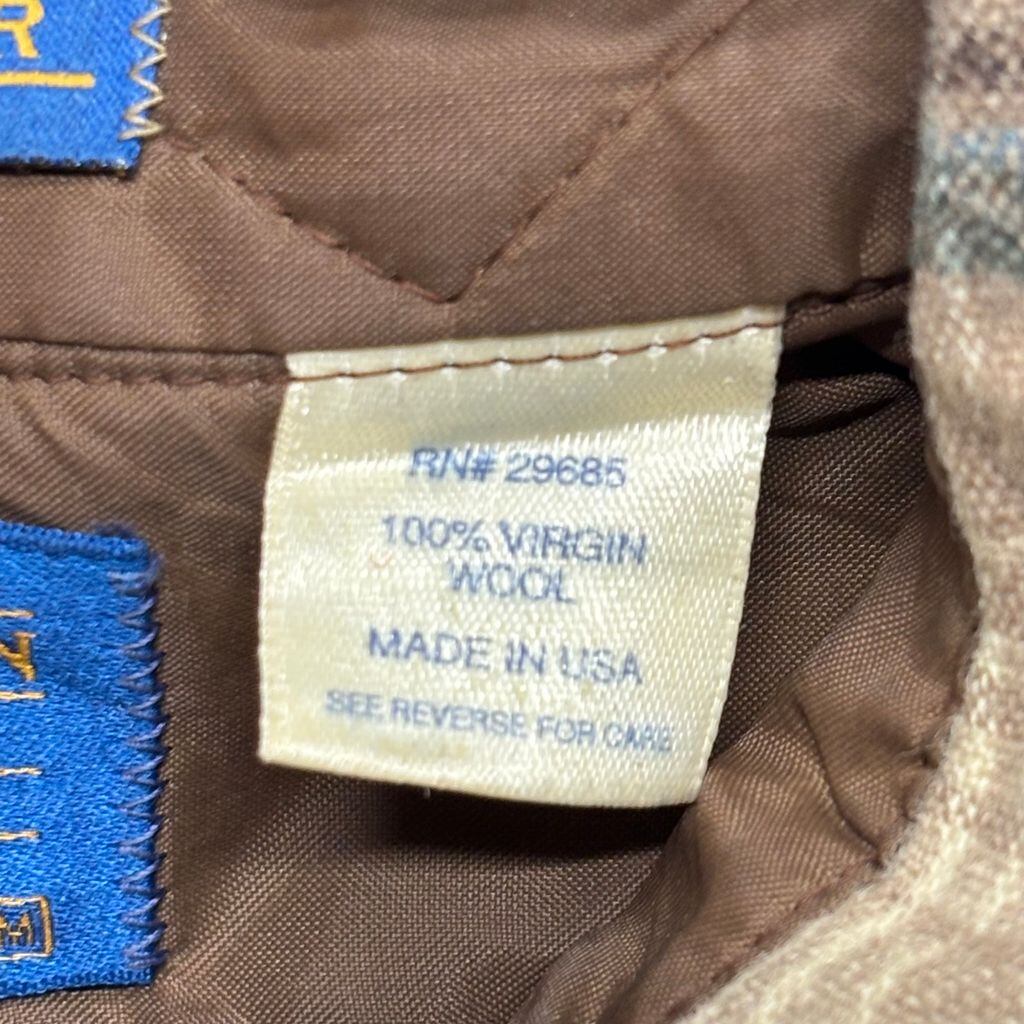 R
RN# 29685
100% VIRGIN
WOOL
MADE IN USA
SEE REVERSE FOR CARE